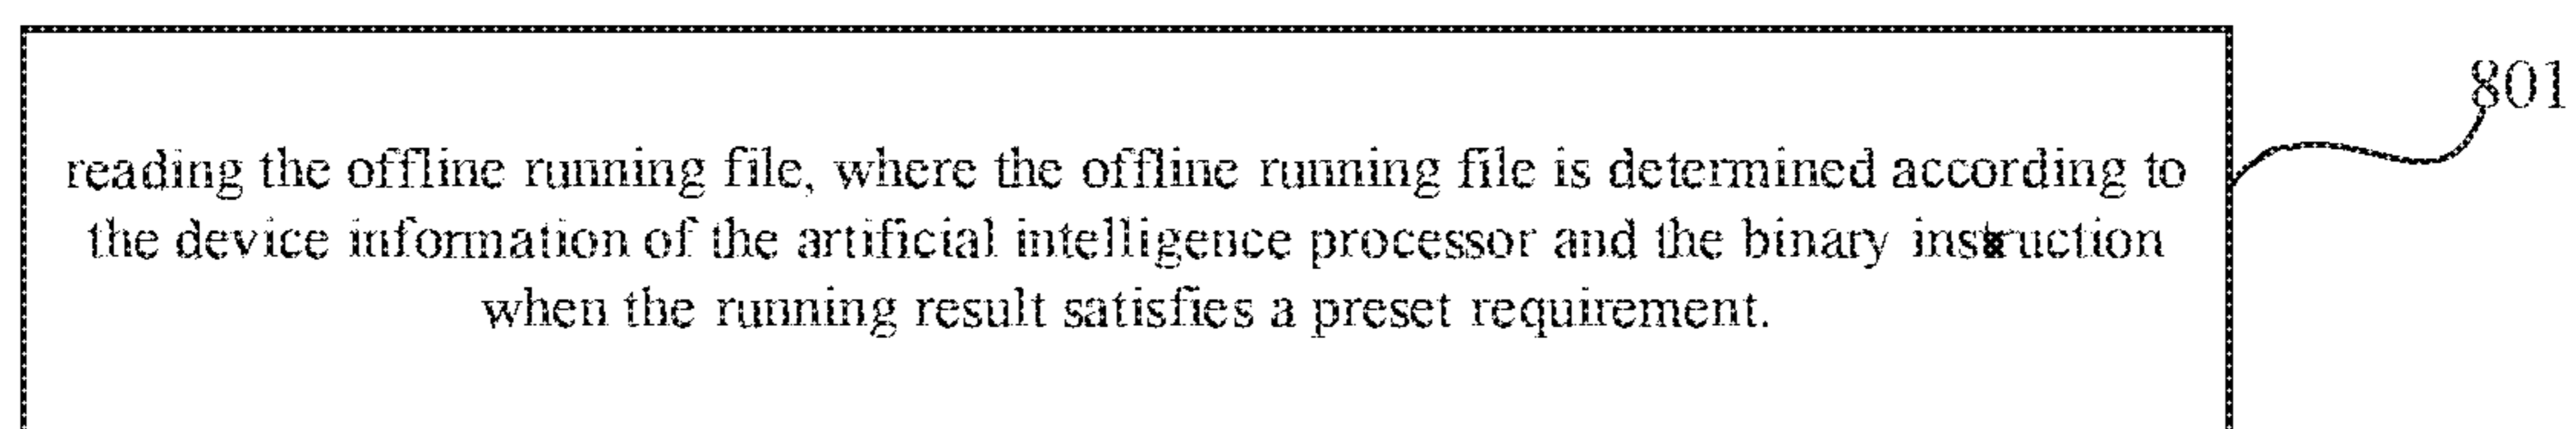 801
reading the offline running file, where the offline running file is determined according to
the device information of the artificial intelligence processor and the binary instruction
when the running result satisfies a preset requirement.